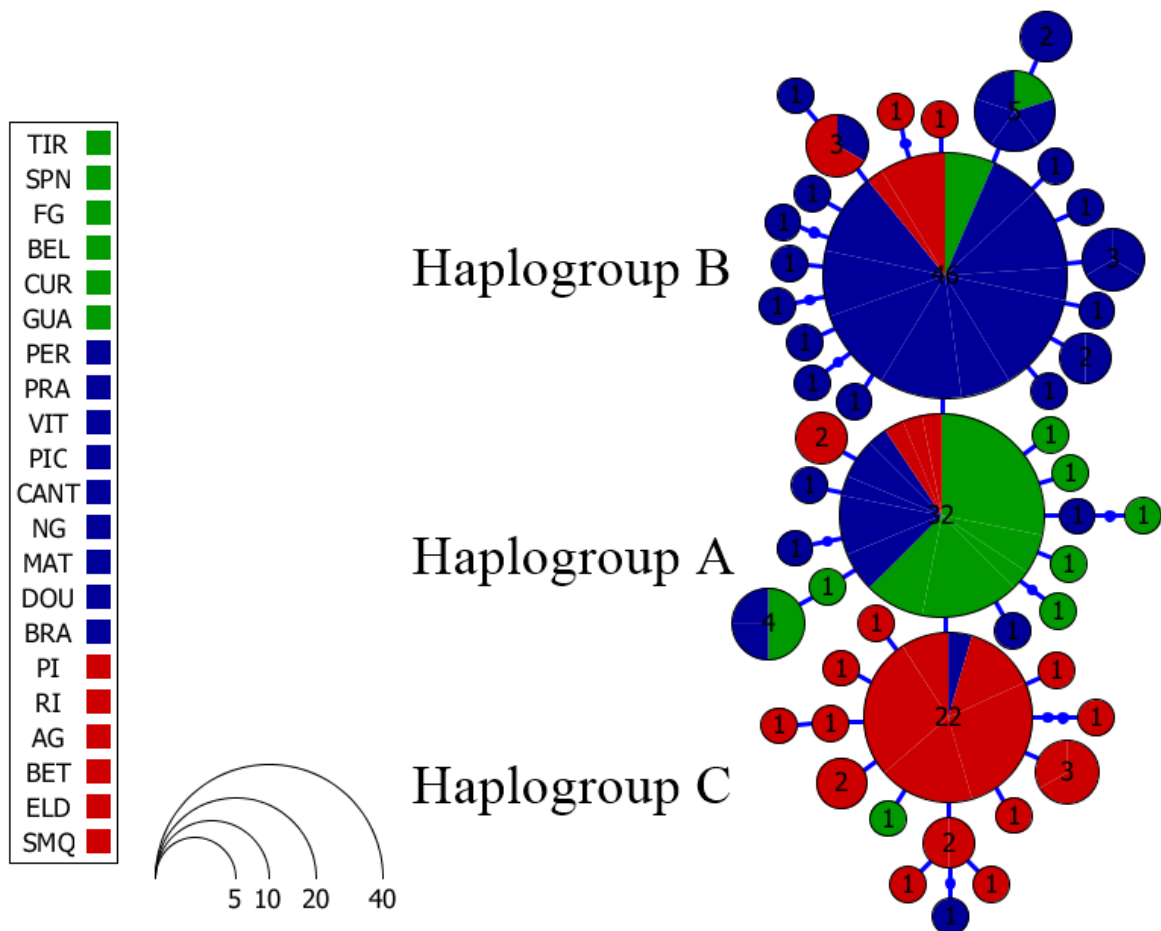 TIR
SPN
FG
BEL
CUR
GUA
PER
PRA
VIT
PIC
CANT
NG
MAT
DOU
BRA
PI
RI
AG
BET
ELD
SMQ
5 10 20 40
Haplogroup B
2
1
1
1
5
3
1
1
1
1
3
1
46
1
1
1
2
1
1
1
1
Haplogroup A
2
1
1
1
32
1
1
1
1
1
1
1
4
1
Haplogroup C
1
1
1
22
1
1
1
3
2
1
1
2
1
1
1